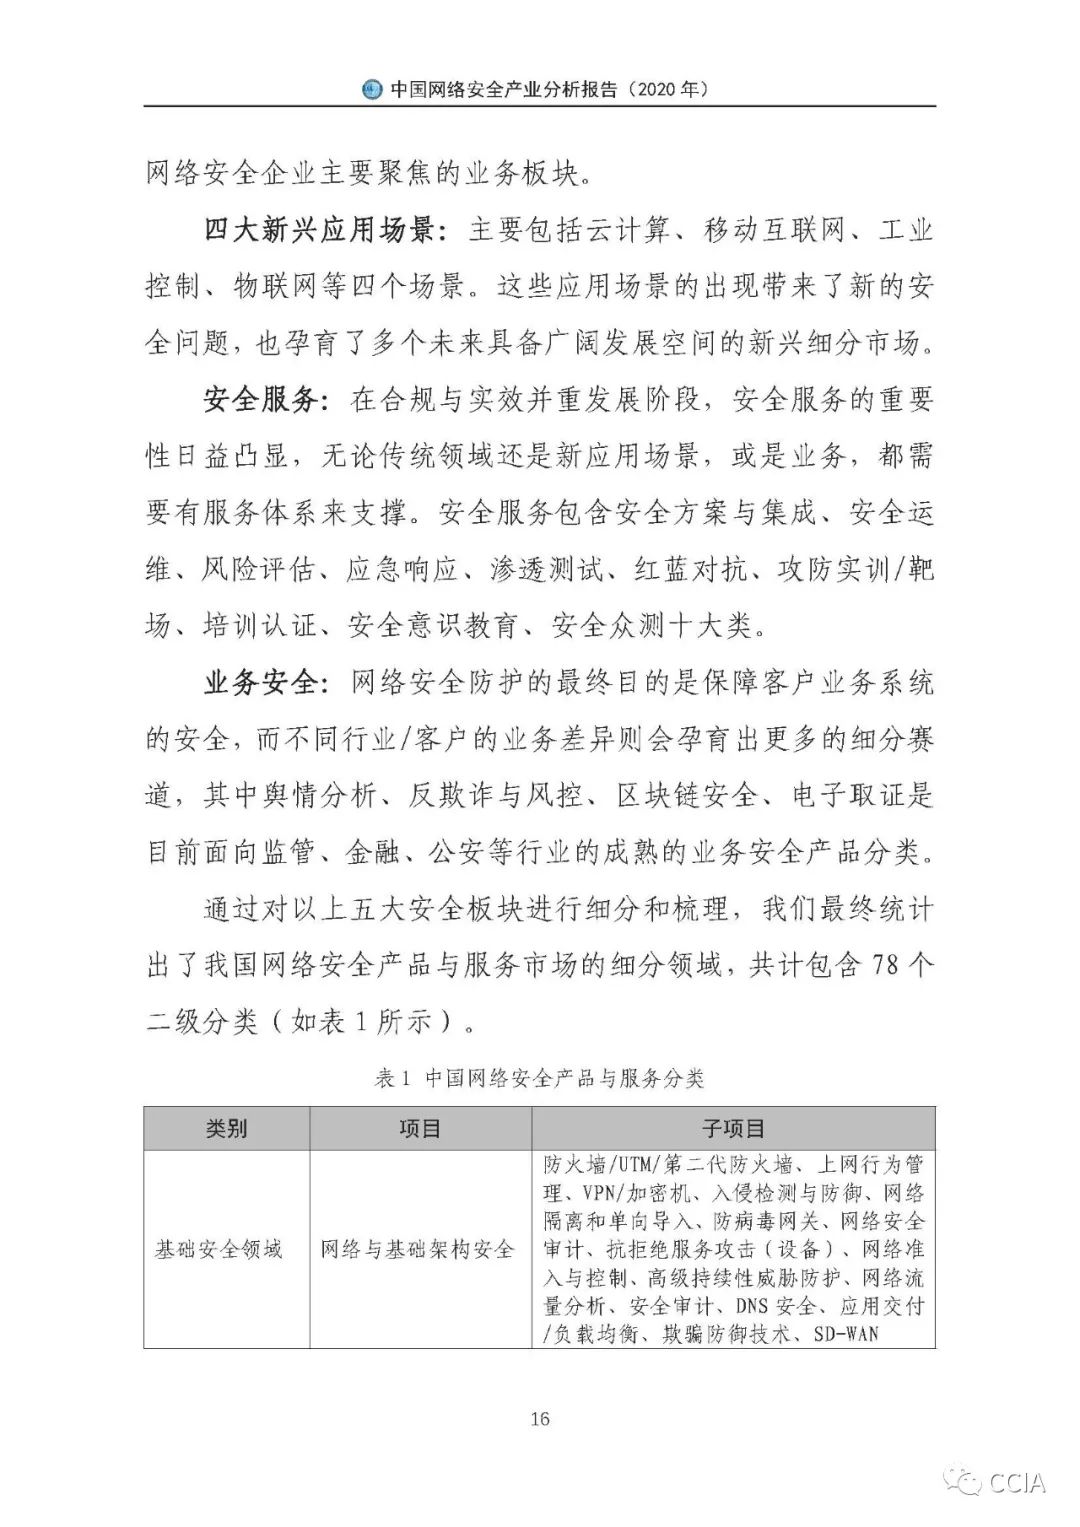 中国网络安全产业分析报告（2020 年）
网络安全企业主要聚焦的业务板块。
四大新兴应用场景：主要包括云计算、移动互联网、工业
控制、物联网等四个场景。这些应用场景的出现带来了新的安
全问题，也孕育了多个未来具备广阔发展空间的新兴细分市场。
安全服务：在合规与实效并重发展阶段，安全服务的重要
性日益凸显，无论传统领域还是新应用场景，或是业务，都需
要有服务体系来支撑。安全服务包含安全方案与集成、安全运
维、风险评估、应急响应、渗透测试、红蓝对抗、攻防实训/靶
场、培训认证、安全意识教育、安全众测十大类。
业务安全：网络安全防护的最终目的是保障客户业务系统
的安全，而不同行业/客户的业务差异则会孕育出更多的细分赛
道，其中舆情分析、反欺诈与风控、区块链安全、电子取证是
目前面向监管、金融、公安等行业的成熟的业务安全产品分类。
通过对以上五大安全板块进行细分和梳理，我们最终统计
出了我国网络安全产品与服务市场的细分领域，共计包含 78 个
二级分类（如表 1 所示）。
表 1 中国网络安全产品与服务分类
类别 项目 子项目
基础安全领域 网络与基础架构安全
防火墙/UTM/第二代防火墙、上网行为管
理、VPN/加密机、入侵检测与防御、网络
隔离和单向导入、防病毒网关、网络安全
审计、抗拒绝服务攻击（设备）、网络准
入与控制、高级持续性威胁防护、网络流
量分析、安全审计、DNS 安全、应用交付
/负载均衡、欺骗防御技术、SD-WAN
16
CCIA